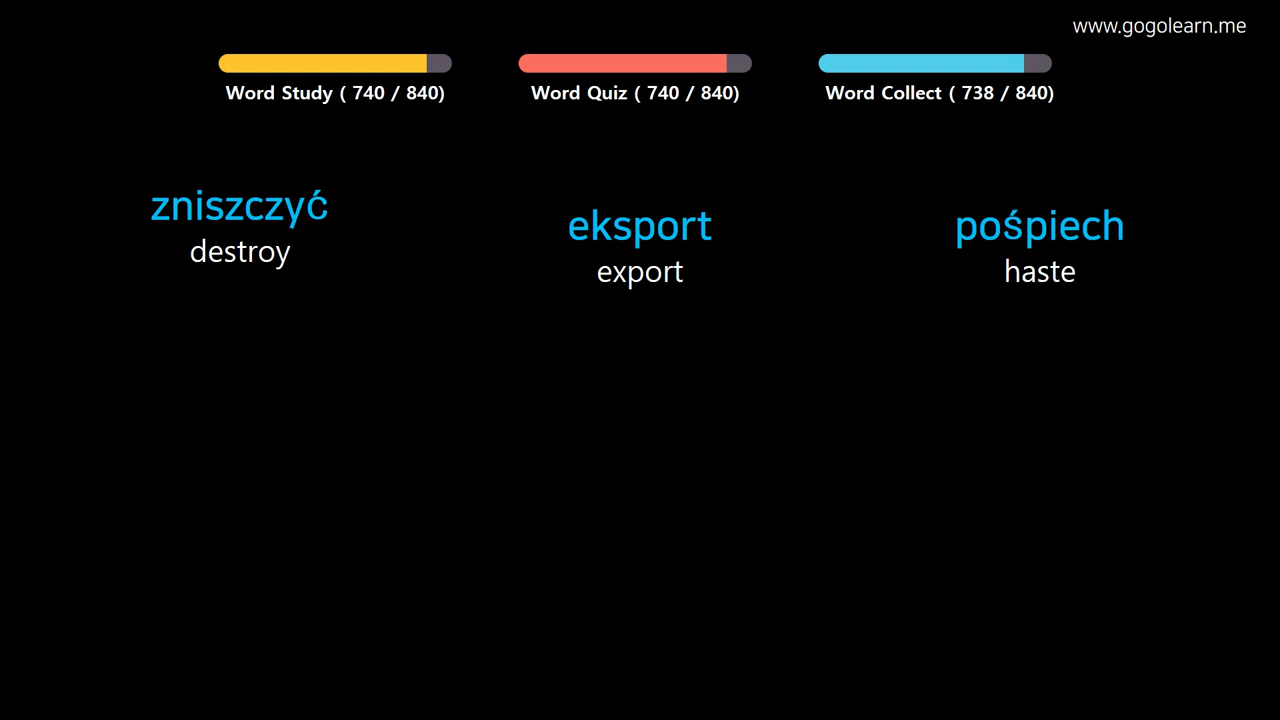 www.gogolearn.me
Word Study ( 740 / 840)
Word Quiz ( 740 / 840)
Word Collect ( 738 / 840)
zniszczyć
destroy
eksport
export
pośpiech
haste